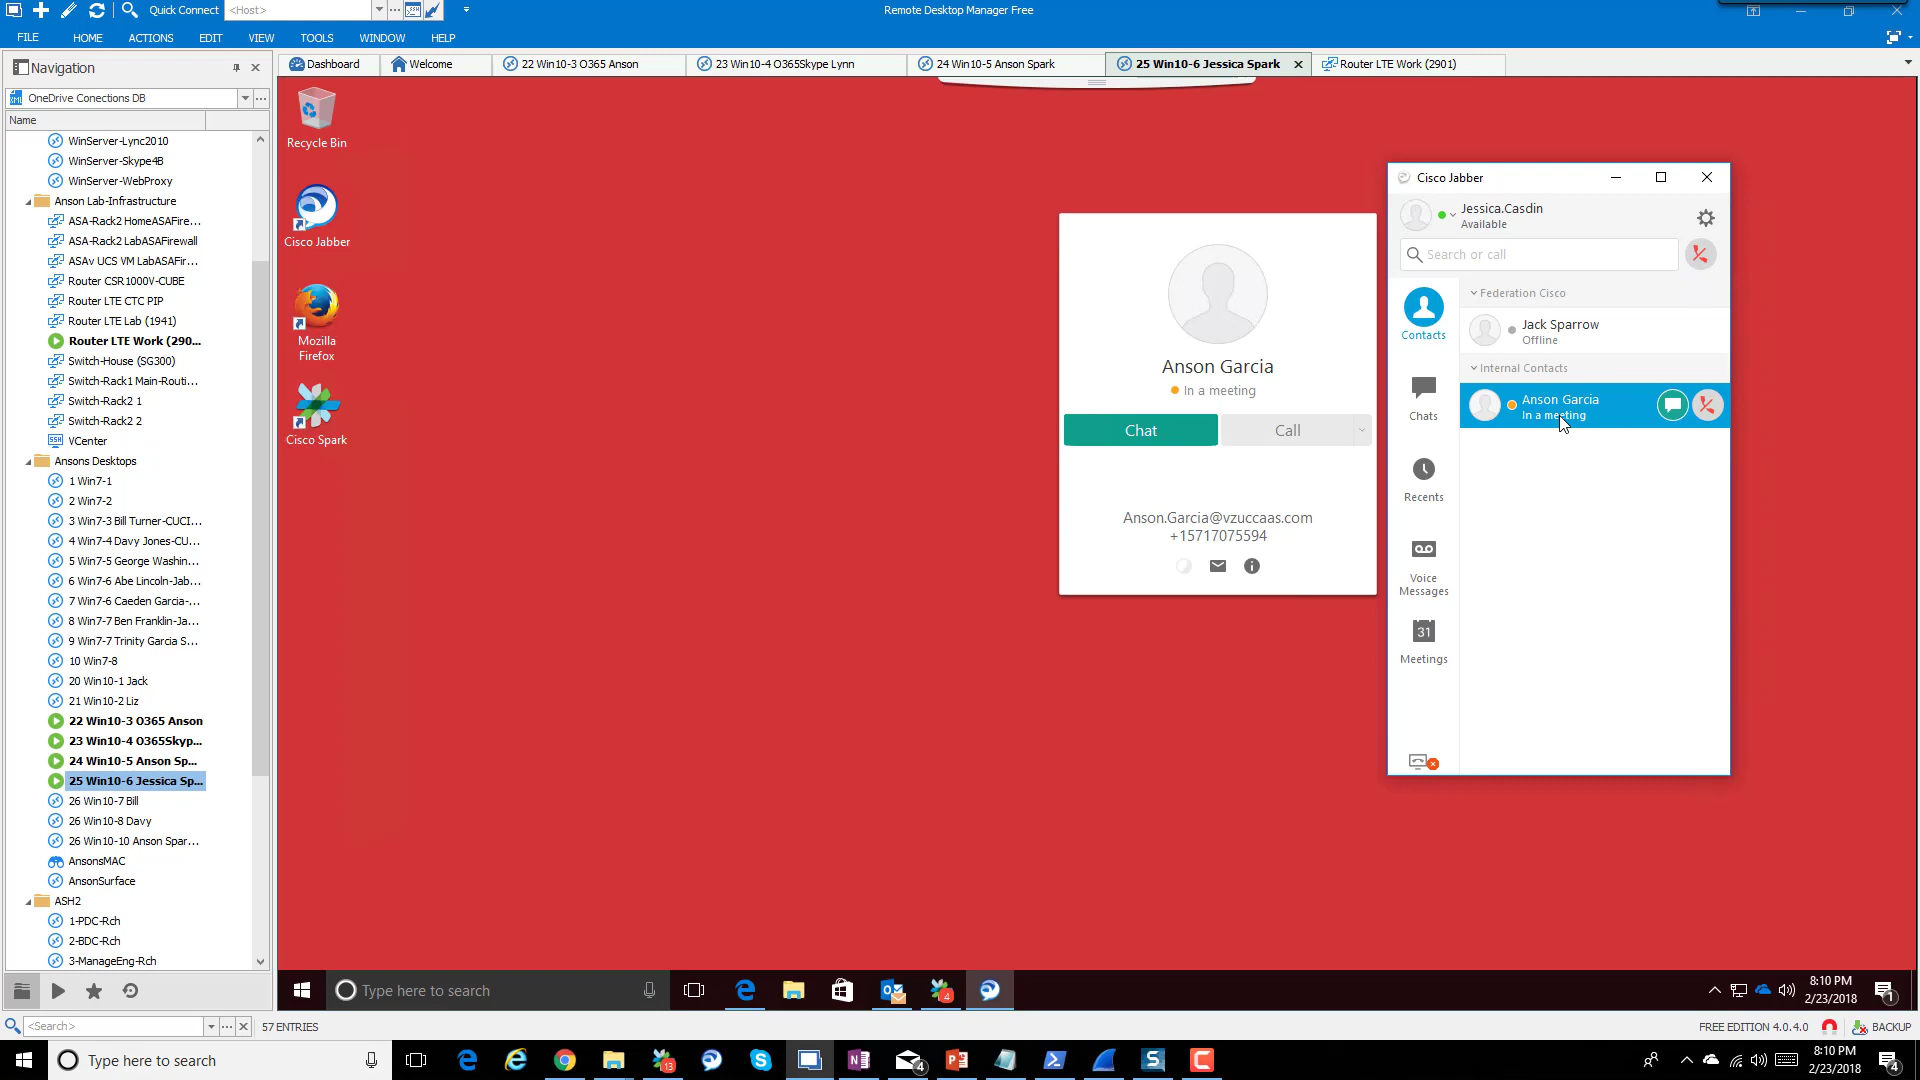 Quick Connect
<Host>
Remote Desktop Manager Free
FILE
HOME
ACTIONS
EDIT
VIEW
TOOLS
WINDOW
HELP
Navigation
OneDrive Conections DB
Name
WinServer-Lync2010
WinServer-Skype4B
WinServer-WebProxy
Anson Lab-Infrastructure
ASA-Rack2 HomeASAFire...
ASA-Rack2 LabASAFirewall
ASAv UCS VM LabASAFir...
Router CSR1000V-CUBE
Router LTE CTC PIP
Router LTE Lab (1941)
Router LTE Work (290...
Switch-House (SG300)
Switch-Rack1 Main-Routi...
Switch-Rack2 1
Switch-Rack2 2
SSH
VCenter
Ansons Desktops
1 Win7-1
2 Win7-2
3 Win7-3 Bill Turner-CUCI...
4 Win7-4 Davy Jones-CU...
5 Win7-5 George Washin...
6 Win7-6 Abe Lincoln-Jab...
7 Win7-6 Caeden Garcia-...
8 Win7-7 Ben Franklin-Ja...
9 Win7-7 Trinity Garcia S...
10 Win7-8
20 Win10-1 Jack
21 Win10-2 Liz
22 Win10-3 O365 Anson
23 Win10-4 O365Skyp...
24 Win10-5 Anson Sp...
25 Win10-6 Jessica Sp...
26 Win10-7 Bill
26 Win10-8 Davy
26 Win10-10 Anson Spar...
AnsonsMAC
AnsonSurface
ASH2
1-PDC-Rch
2-BDC-Rch
3-ManageEng-Rch
<Search>
57 ENTRIES
Dashboard
Welcome
22 Win10-3 O365 Anson
23 Win10-4 O365Skype Lynn
24 Win10-5 Anson Spark
25 Win10-6 Jessica Spark
Router LTE Work (2901)
Recycle Bin
Cisco Jabber
Mozilla
Firefox
Cisco Spark
Anson Garcia
In a meeting
Chat
Call
Anson.Garcia@vzuccaas.com
+15717075594
Cisco Jabber
Jessica.Casdin
Available
Search or call
Contacts
Chats
Recents
Voice
Messages
31
Meetings
Federation Cisco
Jack Sparrow
Offline
Internal Contacts
Anson Garcia
In a meeting
Type here to search
4
8:10 PM
2/23/2018
1
FREE EDITION 4.0.4.0
BACKUP
Type here to search
13
4
8:10 PM
2/23/2018
4